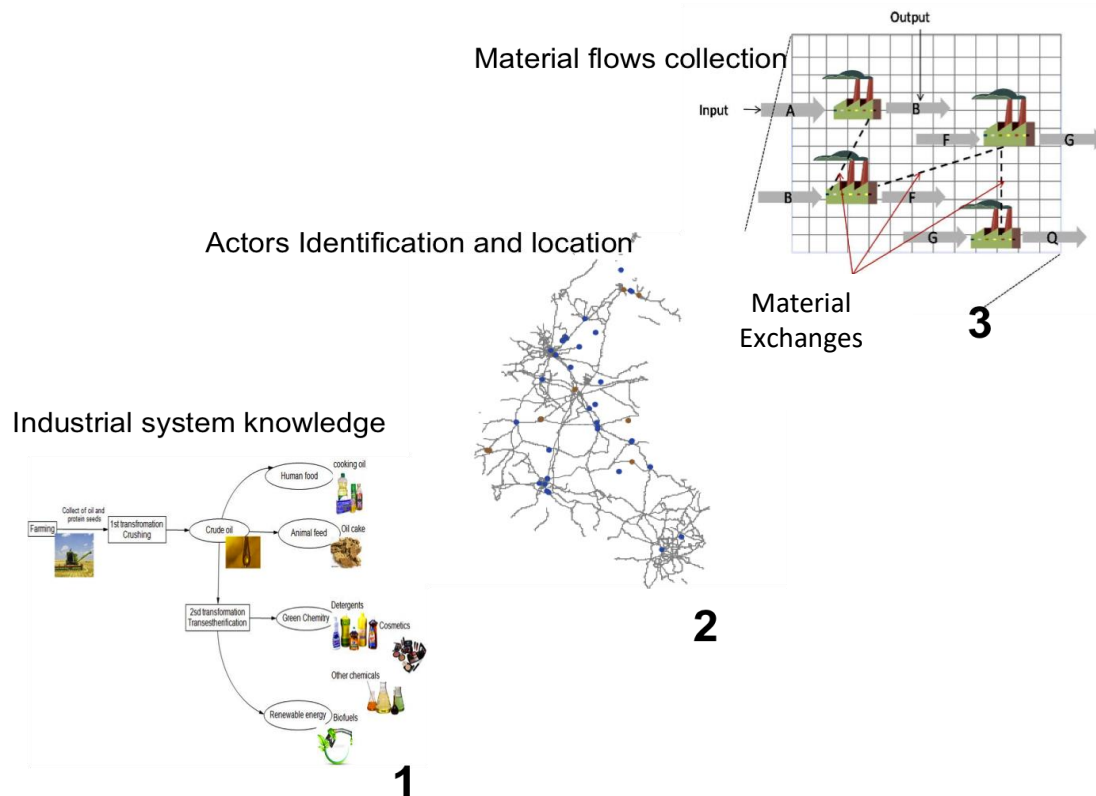 Output
Material flows collection
Input
A
B
F
G
B
F
G
Q
Material
Exchanges
3
Actors Identification and location
2
Industrial system knowledge
cooking oil
Human food
Collect of oil and
protein seeds
Farming
1st transfromation
Crushing
Crude oil
Animal feed
Oil cake
2sd transformation
Transestherification
Green Chemitry
Detergents
Cosmetics
Other chemicals
Renewable energy
Biofuels
1